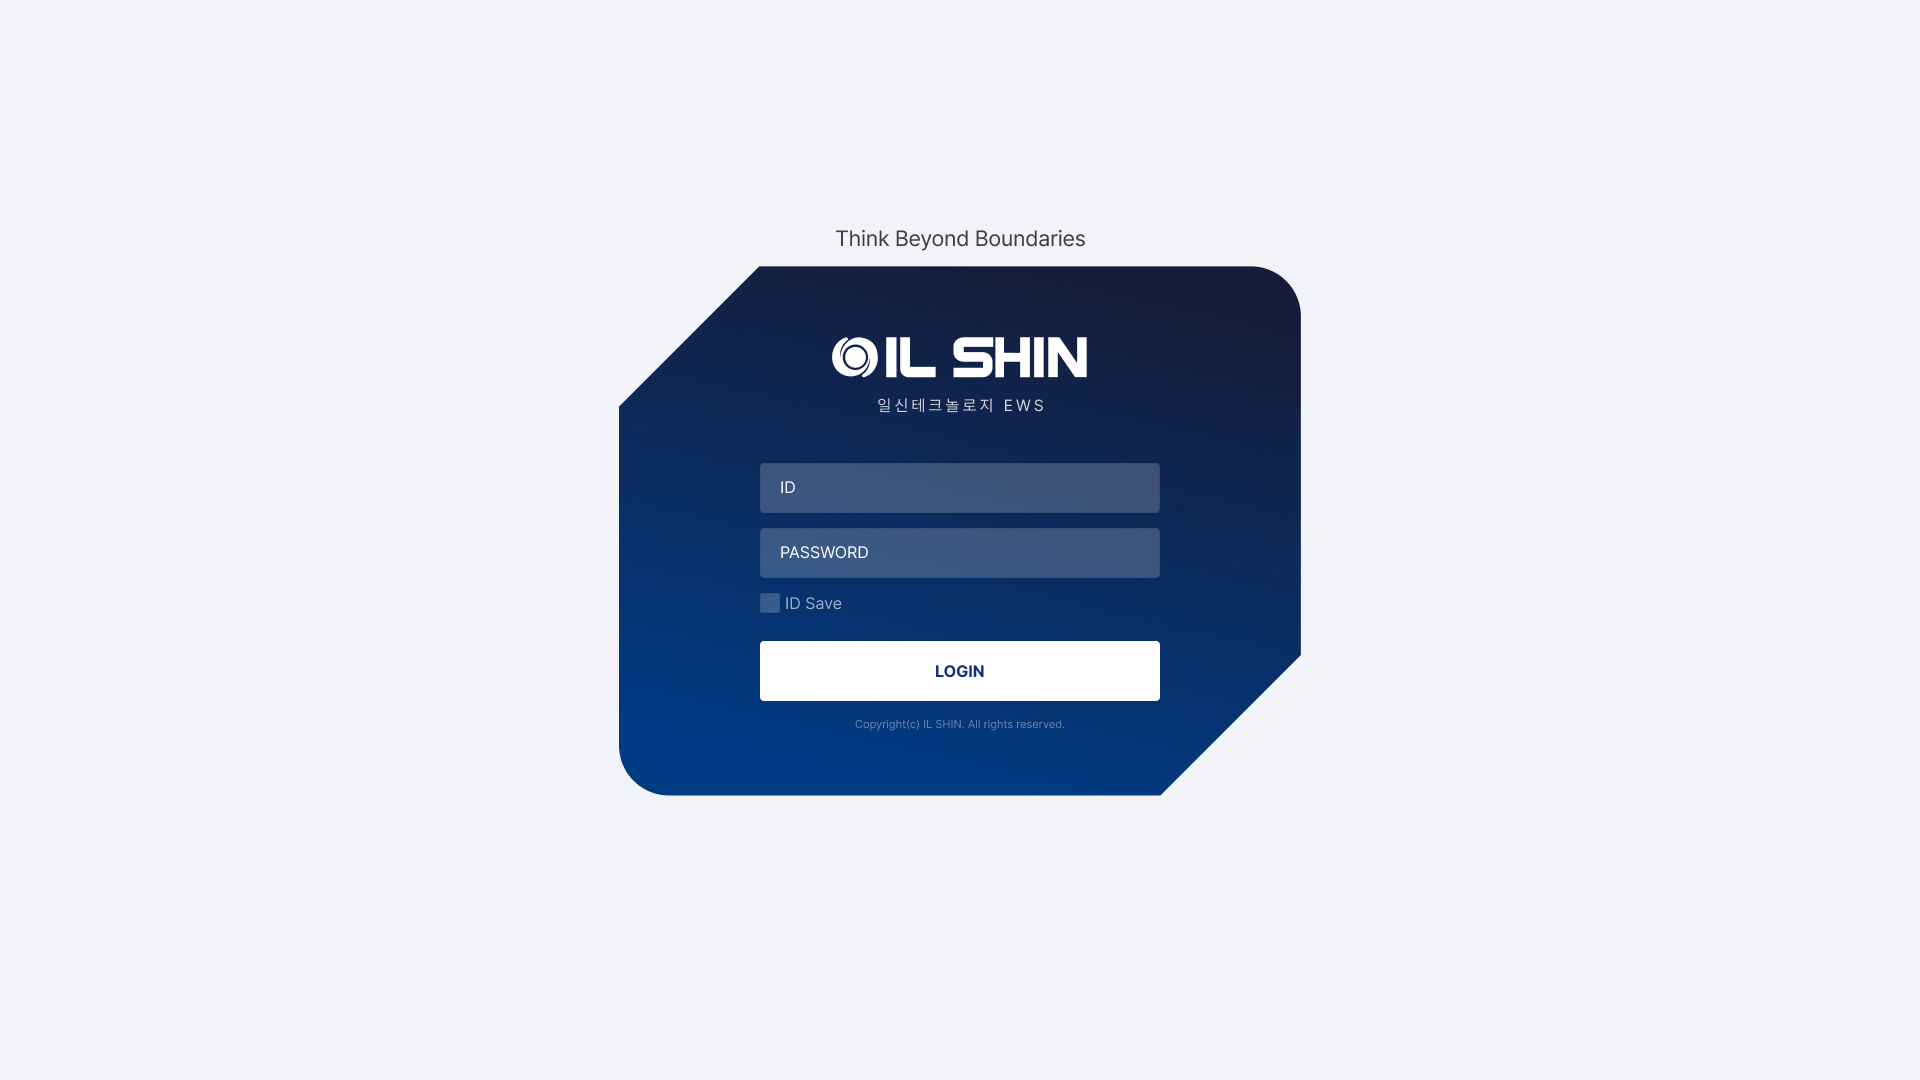 Think Beyond Boundaries
IL SHIN
일신테크놀로지 EWS
ID
PASSWORD
ID Save
LOGIN
Copyright(c) IL SHIN. All rights reserved.